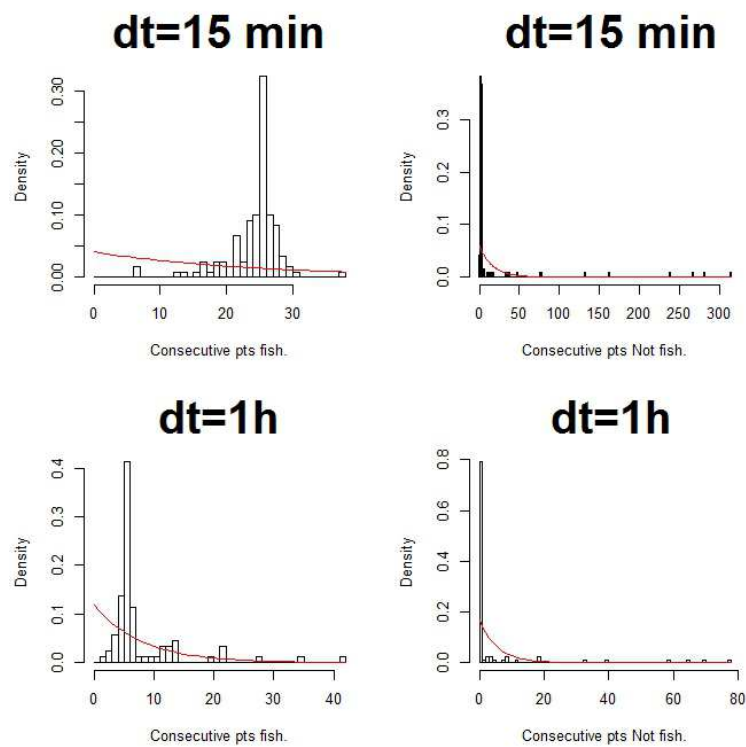 dt=15 min
Density
0.00 0.10 0.20 0.30
0 10 20 30
Consecutive pts fish.
dt=15 min
Density
0.0 0.1 0.2 0.3
0 50 100 150 200 250 300
Consecutive pts Not fish.
dt=1h
Density
0.0 0.1 0.2 0.3 0.4
0 10 20 30 40
Consecutive pts fish.
dt=1h
Density
0.0 0.2 0.4 0.6 0.8
0 20 40 60 80
Consecutive pts Not fish.